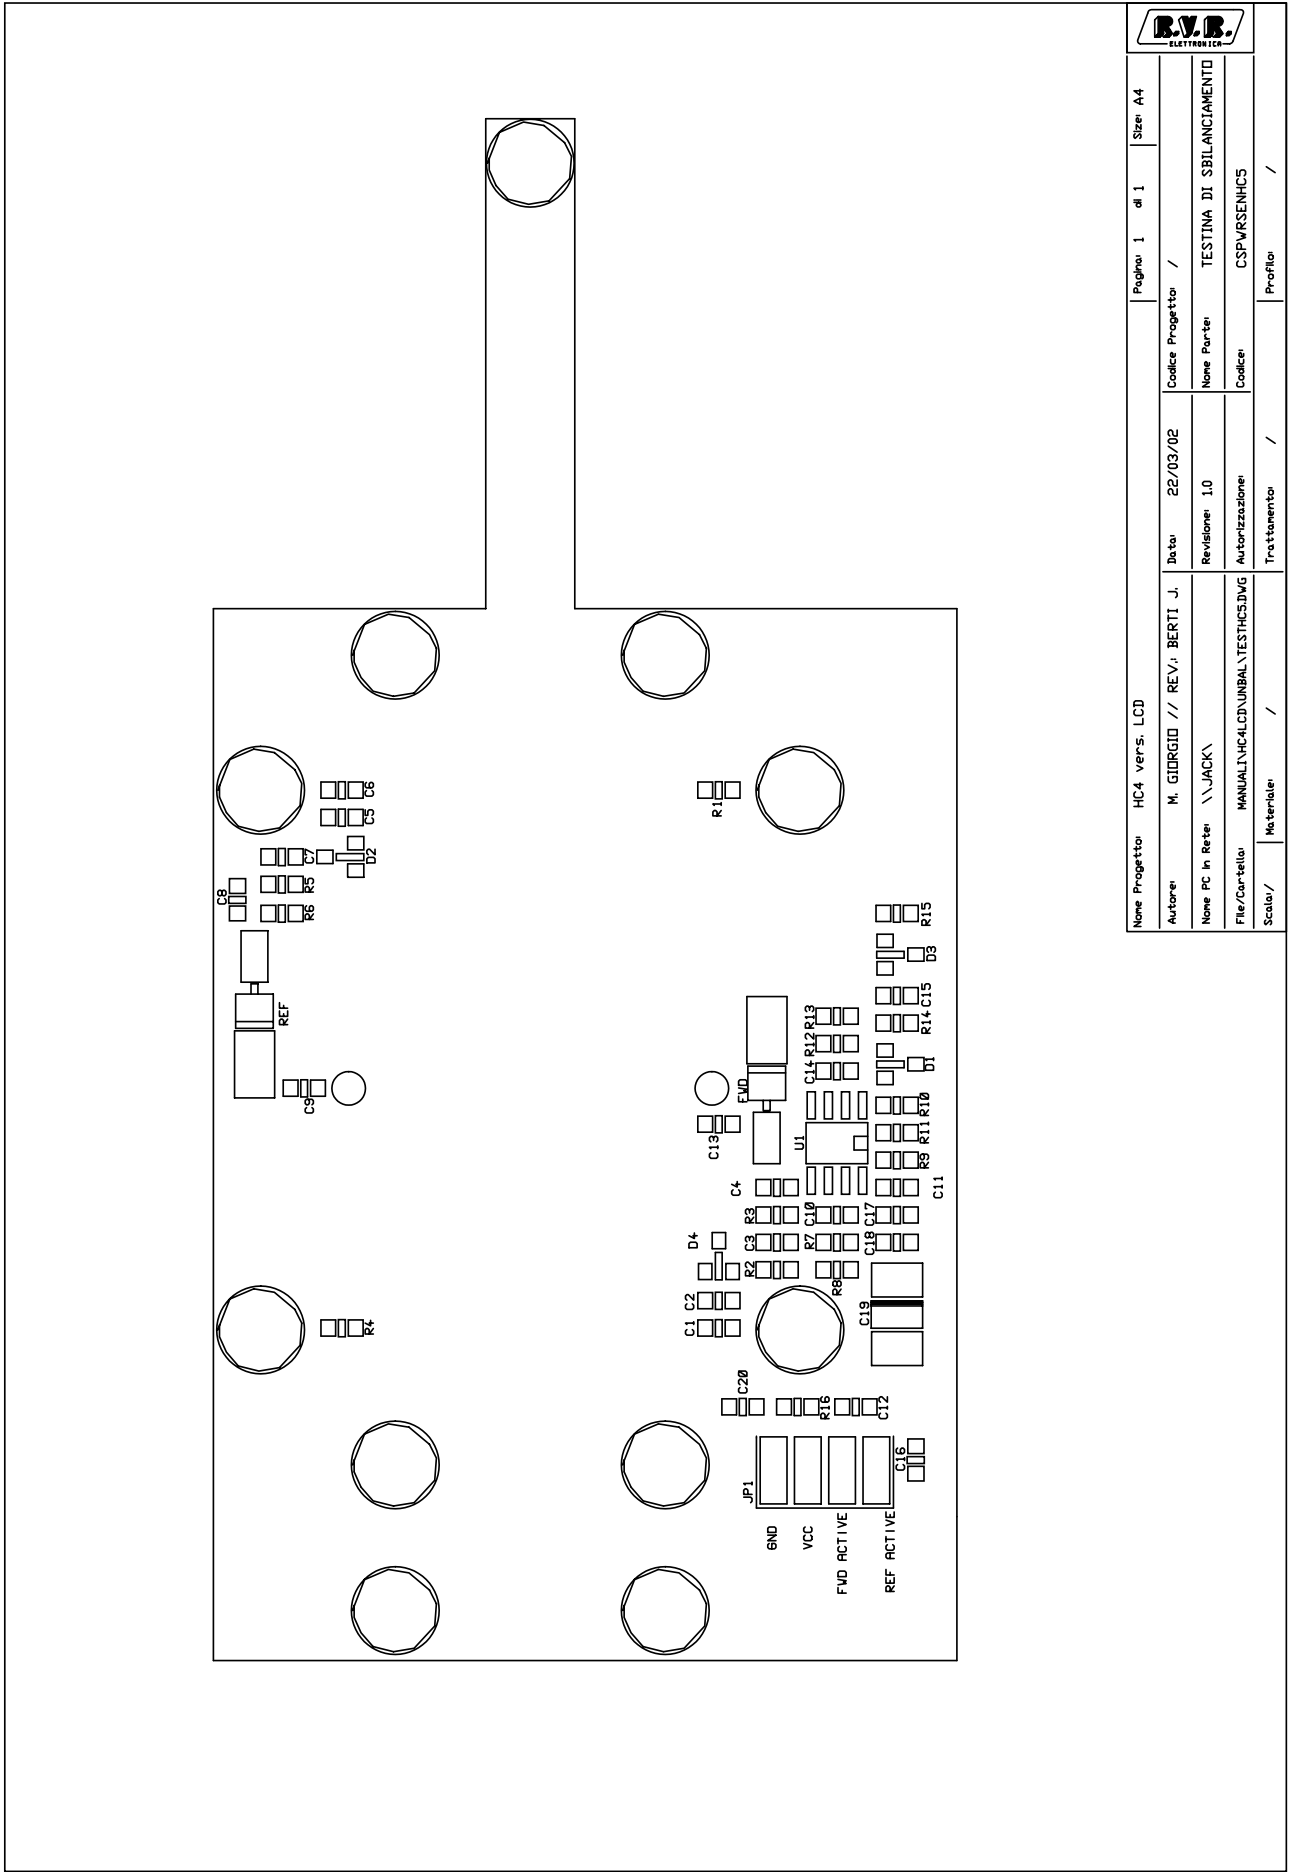 R.V.R.
ELETTRONICA
Nome Progetto: HC4 vers. LCD
Pagina: 1 di 1
Size: A4
Autore: M. GIORGIO // REV.: BERTI J.
Data: 22/03/02
Codice Progetto: /
Nome PC in Rete: \\JACK\
Revisione: 1.0
Nome Parte: TESTINA DI SBILANCIAMENTO
File/Cartella: MANUALI\HC4LCD\UNBAL\TESTHC5.DWG
Autorizzazione:
Codice: CSPWRSENHC5
Scala: /
Materiale: /
Trattamento: /
Profilo: /
C6
C5
C7
D2
R5
R6
C8
REF
C9
R1
R15
D3
C15
R14
R13
R12
C14
D1
FWD
C13
U1
R10
R11
R9
C11
C4
R3
C10
C17
D4
C3
R7
C18
R2
R8
C2
C1
C19
R4
C20
R16
C12
C16
JP1
GND
VCC
FWD ACTIVE
REF ACTIVE